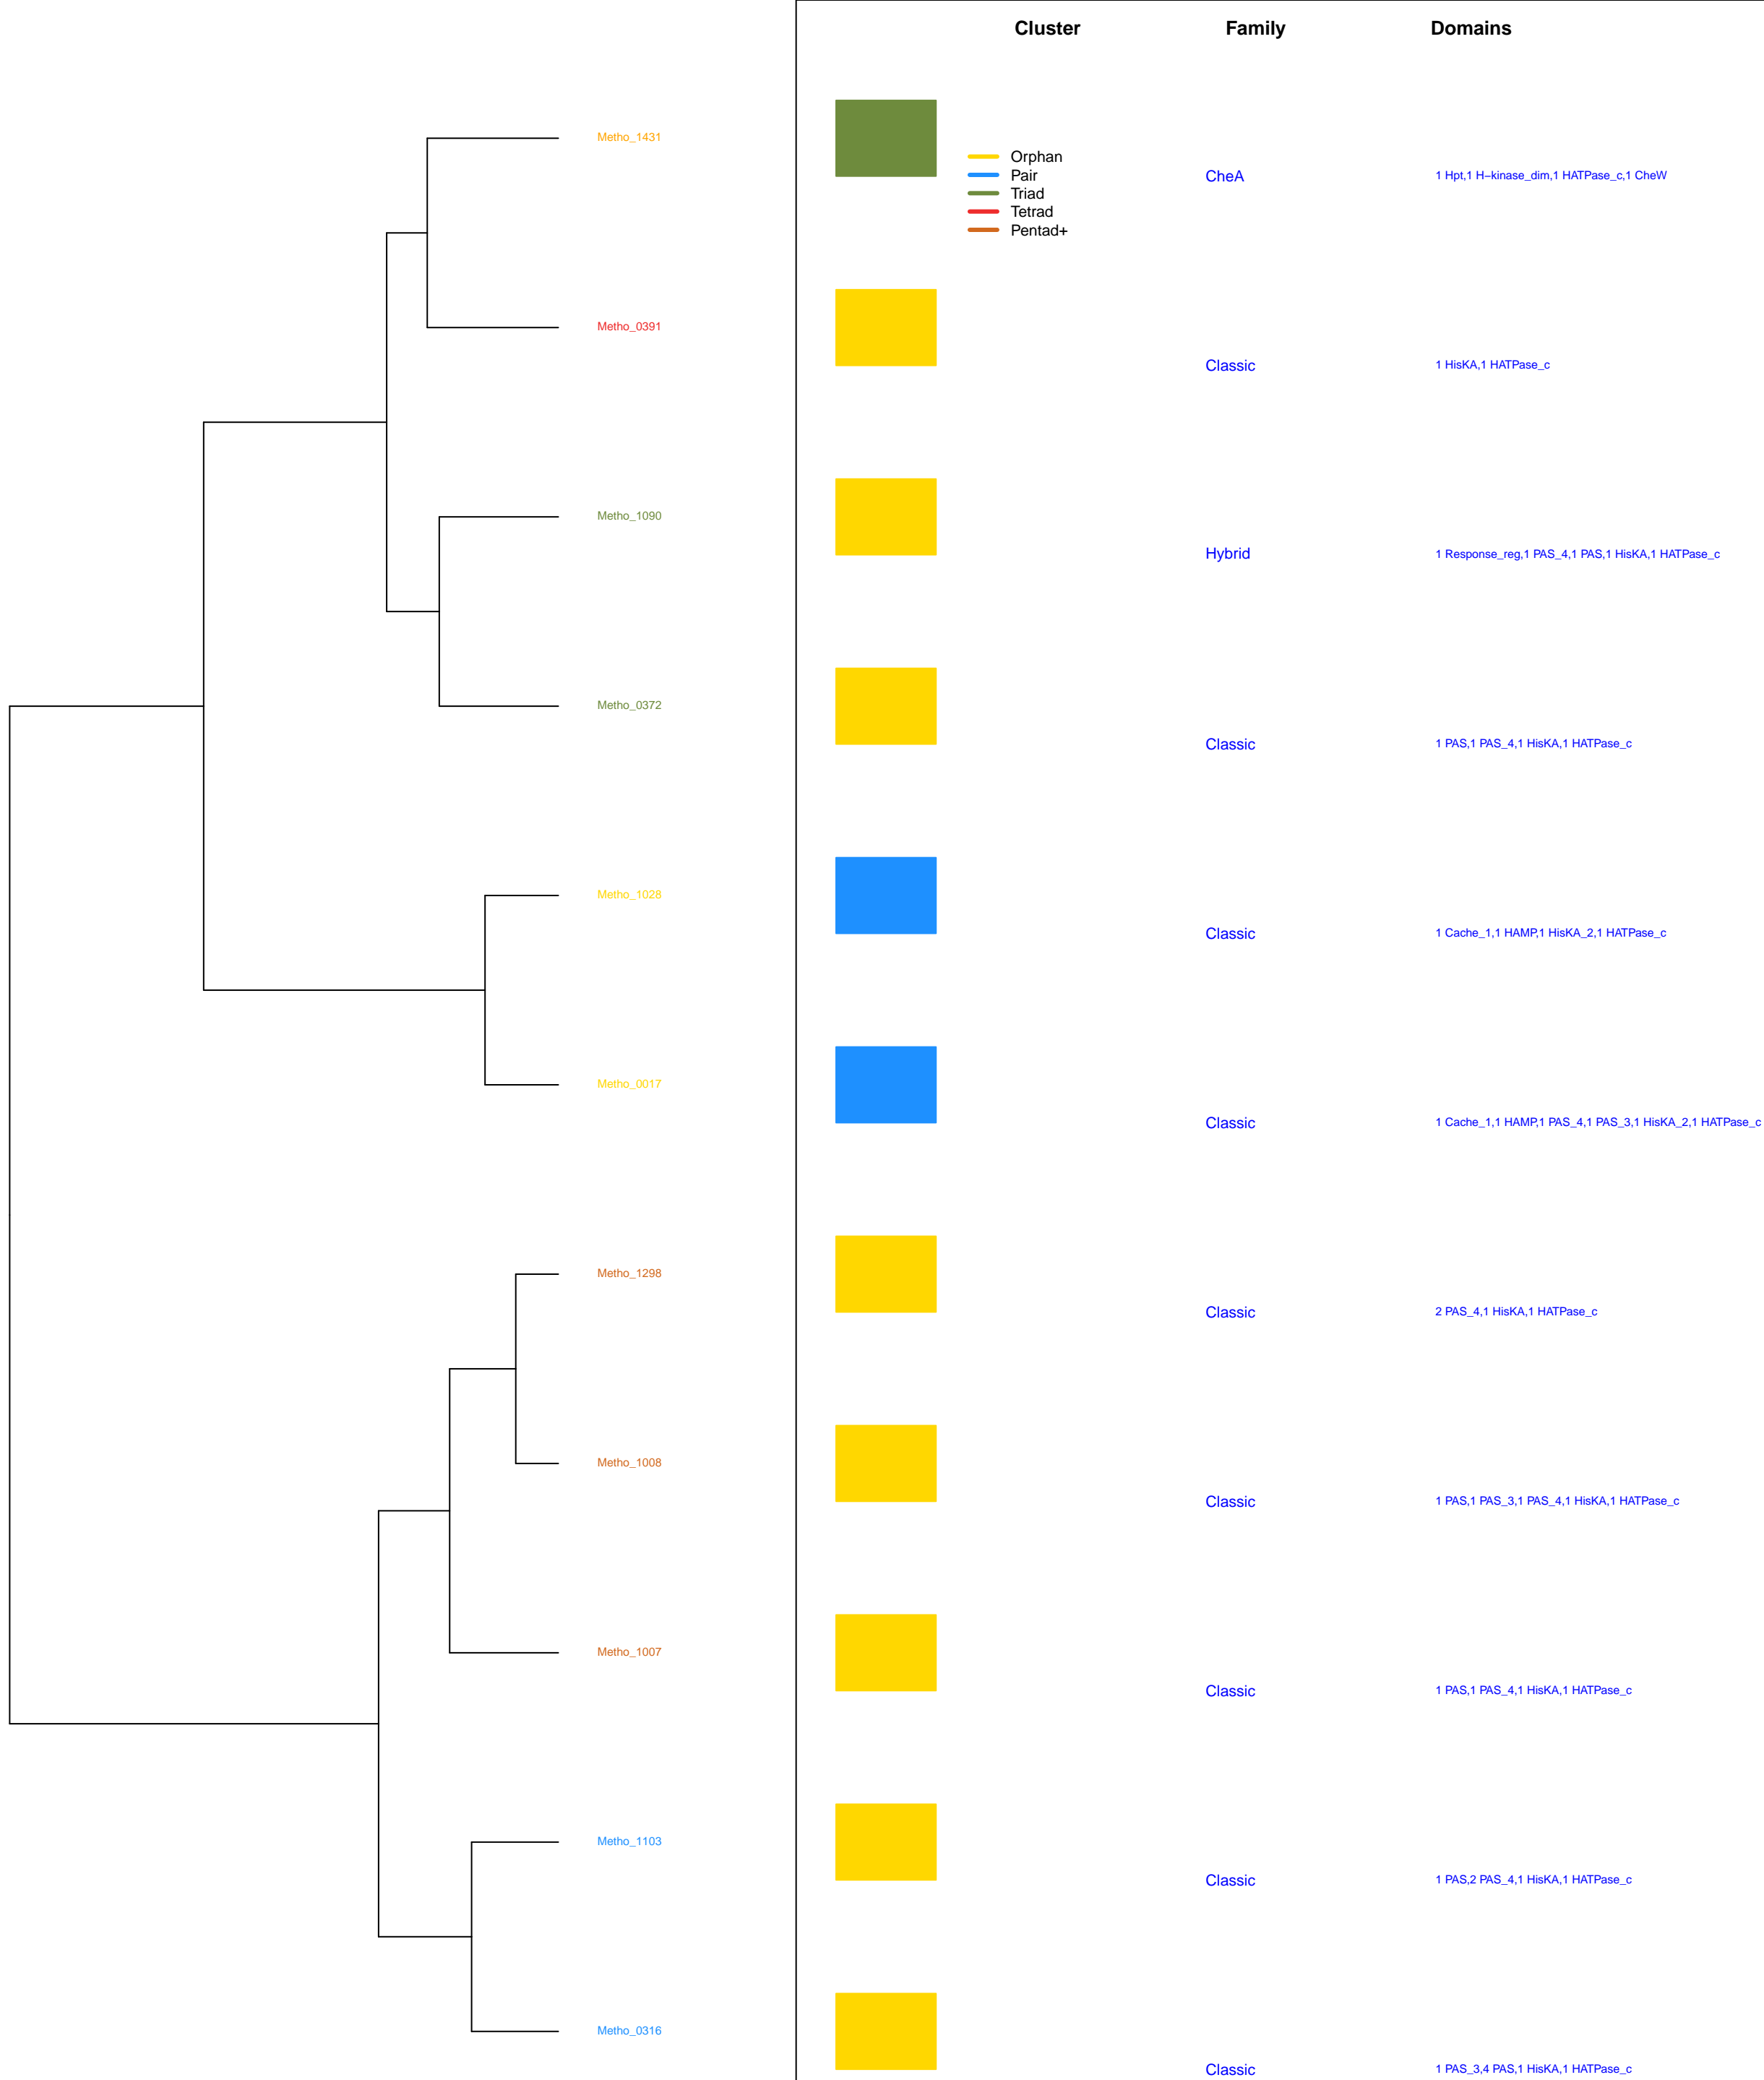 Cluster Family Domains
Metho_1431
Orphan
Pair
Triad
Tetrad
Pentad+
CheA 1 Hpt,1 H−kinase_dim,1 HATPase_c,1 CheW
Metho_0391
Classic 1 HisKA,1 HATPase_c
Metho_1090
Hybrid 1 Response_reg,1 PAS_4,1 PAS,1 HisKA,1 HATPase_c
Metho_0372
Classic 1 PAS,1 PAS_4,1 HisKA,1 HATPase_c
Metho_1028
Classic 1 Cache_1,1 HAMP,1 HisKA_2,1 HATPase_c
Metho_0017
Classic 1 Cache_1,1 HAMP,1 PAS_4,1 PAS_3,1 HisKA_2,1 HATPase_c
Metho_1298
Classic 2 PAS_4,1 HisKA,1 HATPase_c
Metho_1008
Classic 1 PAS,1 PAS_3,1 PAS_4,1 HisKA,1 HATPase_c
Metho_1007
Classic 1 PAS,1 PAS_4,1 HisKA,1 HATPase_c
Metho_1103
Classic 1 PAS,2 PAS_4,1 HisKA,1 HATPase_c
Metho_0316
Classic 1 PAS_3,4 PAS,1 HisKA,1 HATPase_c